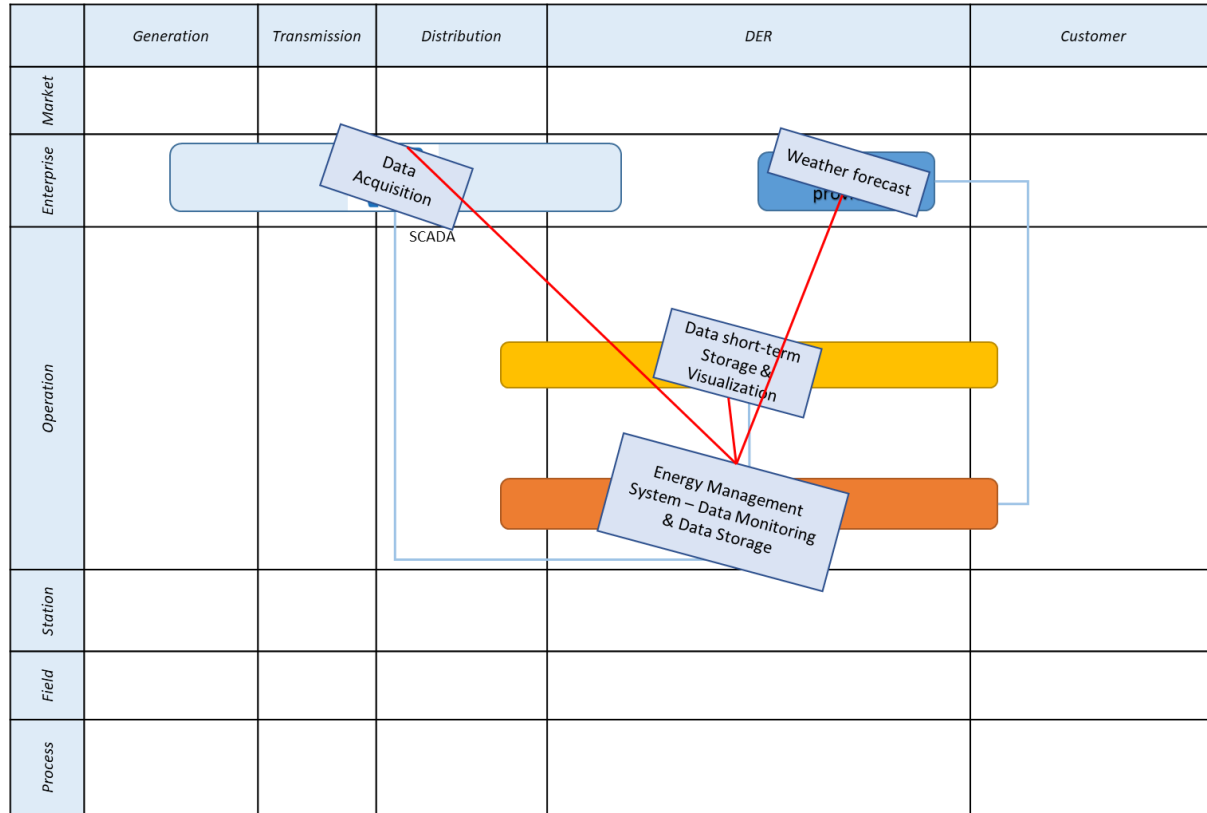 Generation
Transmission
Distribution
DER
Customer
Market
Enterprise
Data
Acquisition
Weather forecast
SCADA
Operation
Data short-term
Storage &
Visualization
Energy Management
System – Data Monitoring
& Data Storage
Station
Field
Process